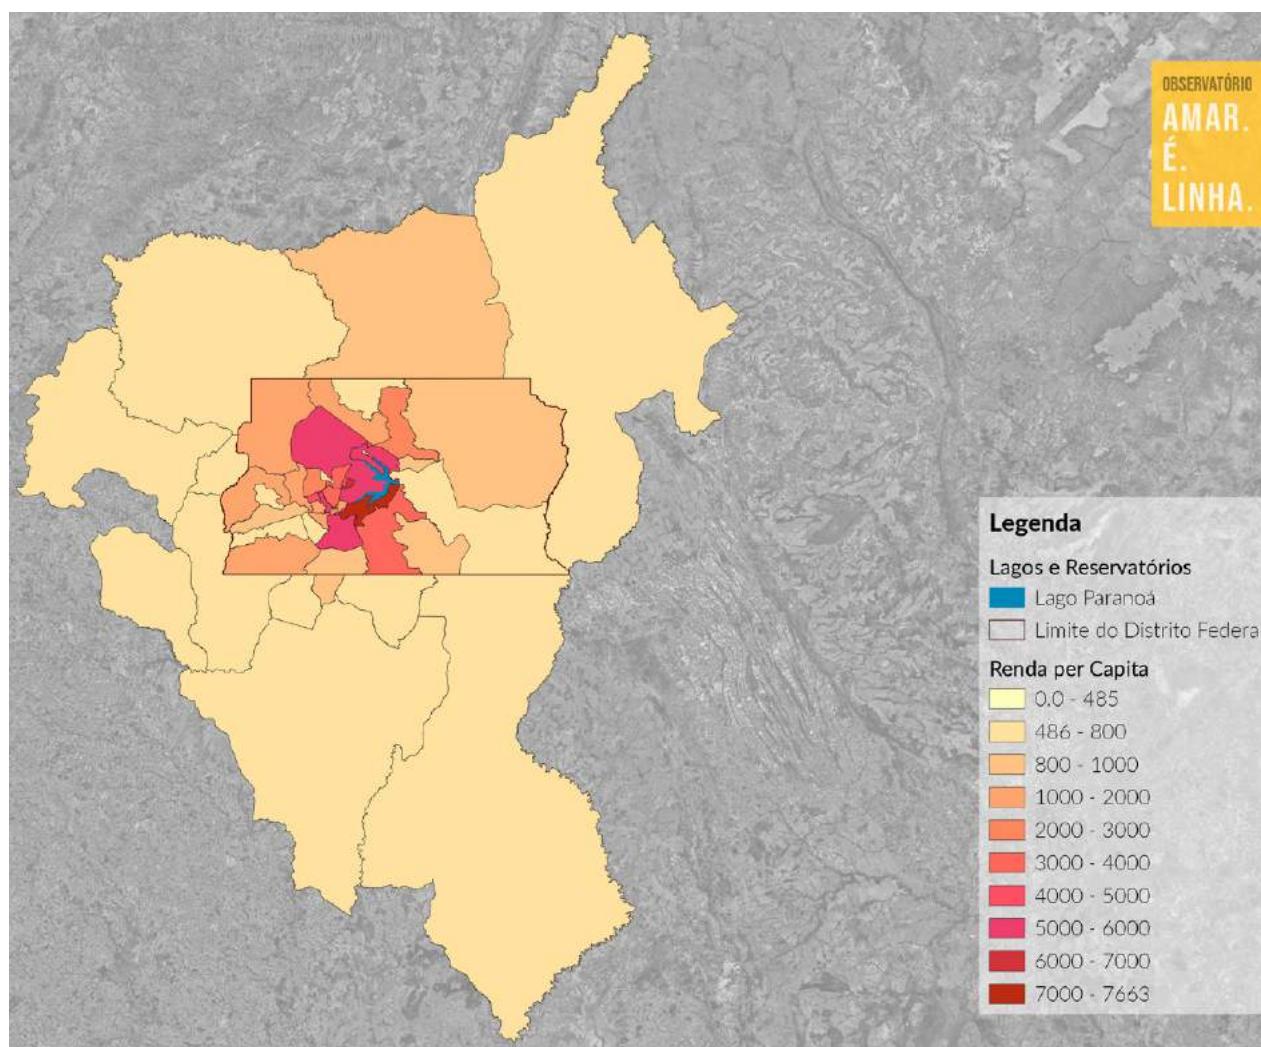 OBSERVATÓRIO
AMAR.
É.
LINHA.
Legenda
Lagos e Reservatórios
Lago Paranoá
Limite do Distrito Federa
Renda per Capita
0.0 - 485
486 - 800
800 - 1000
1000 - 2000
2000 - 3000
3000 - 4000
4000 - 5000
5000 - 6000
6000 - 7000
7000 - 7663